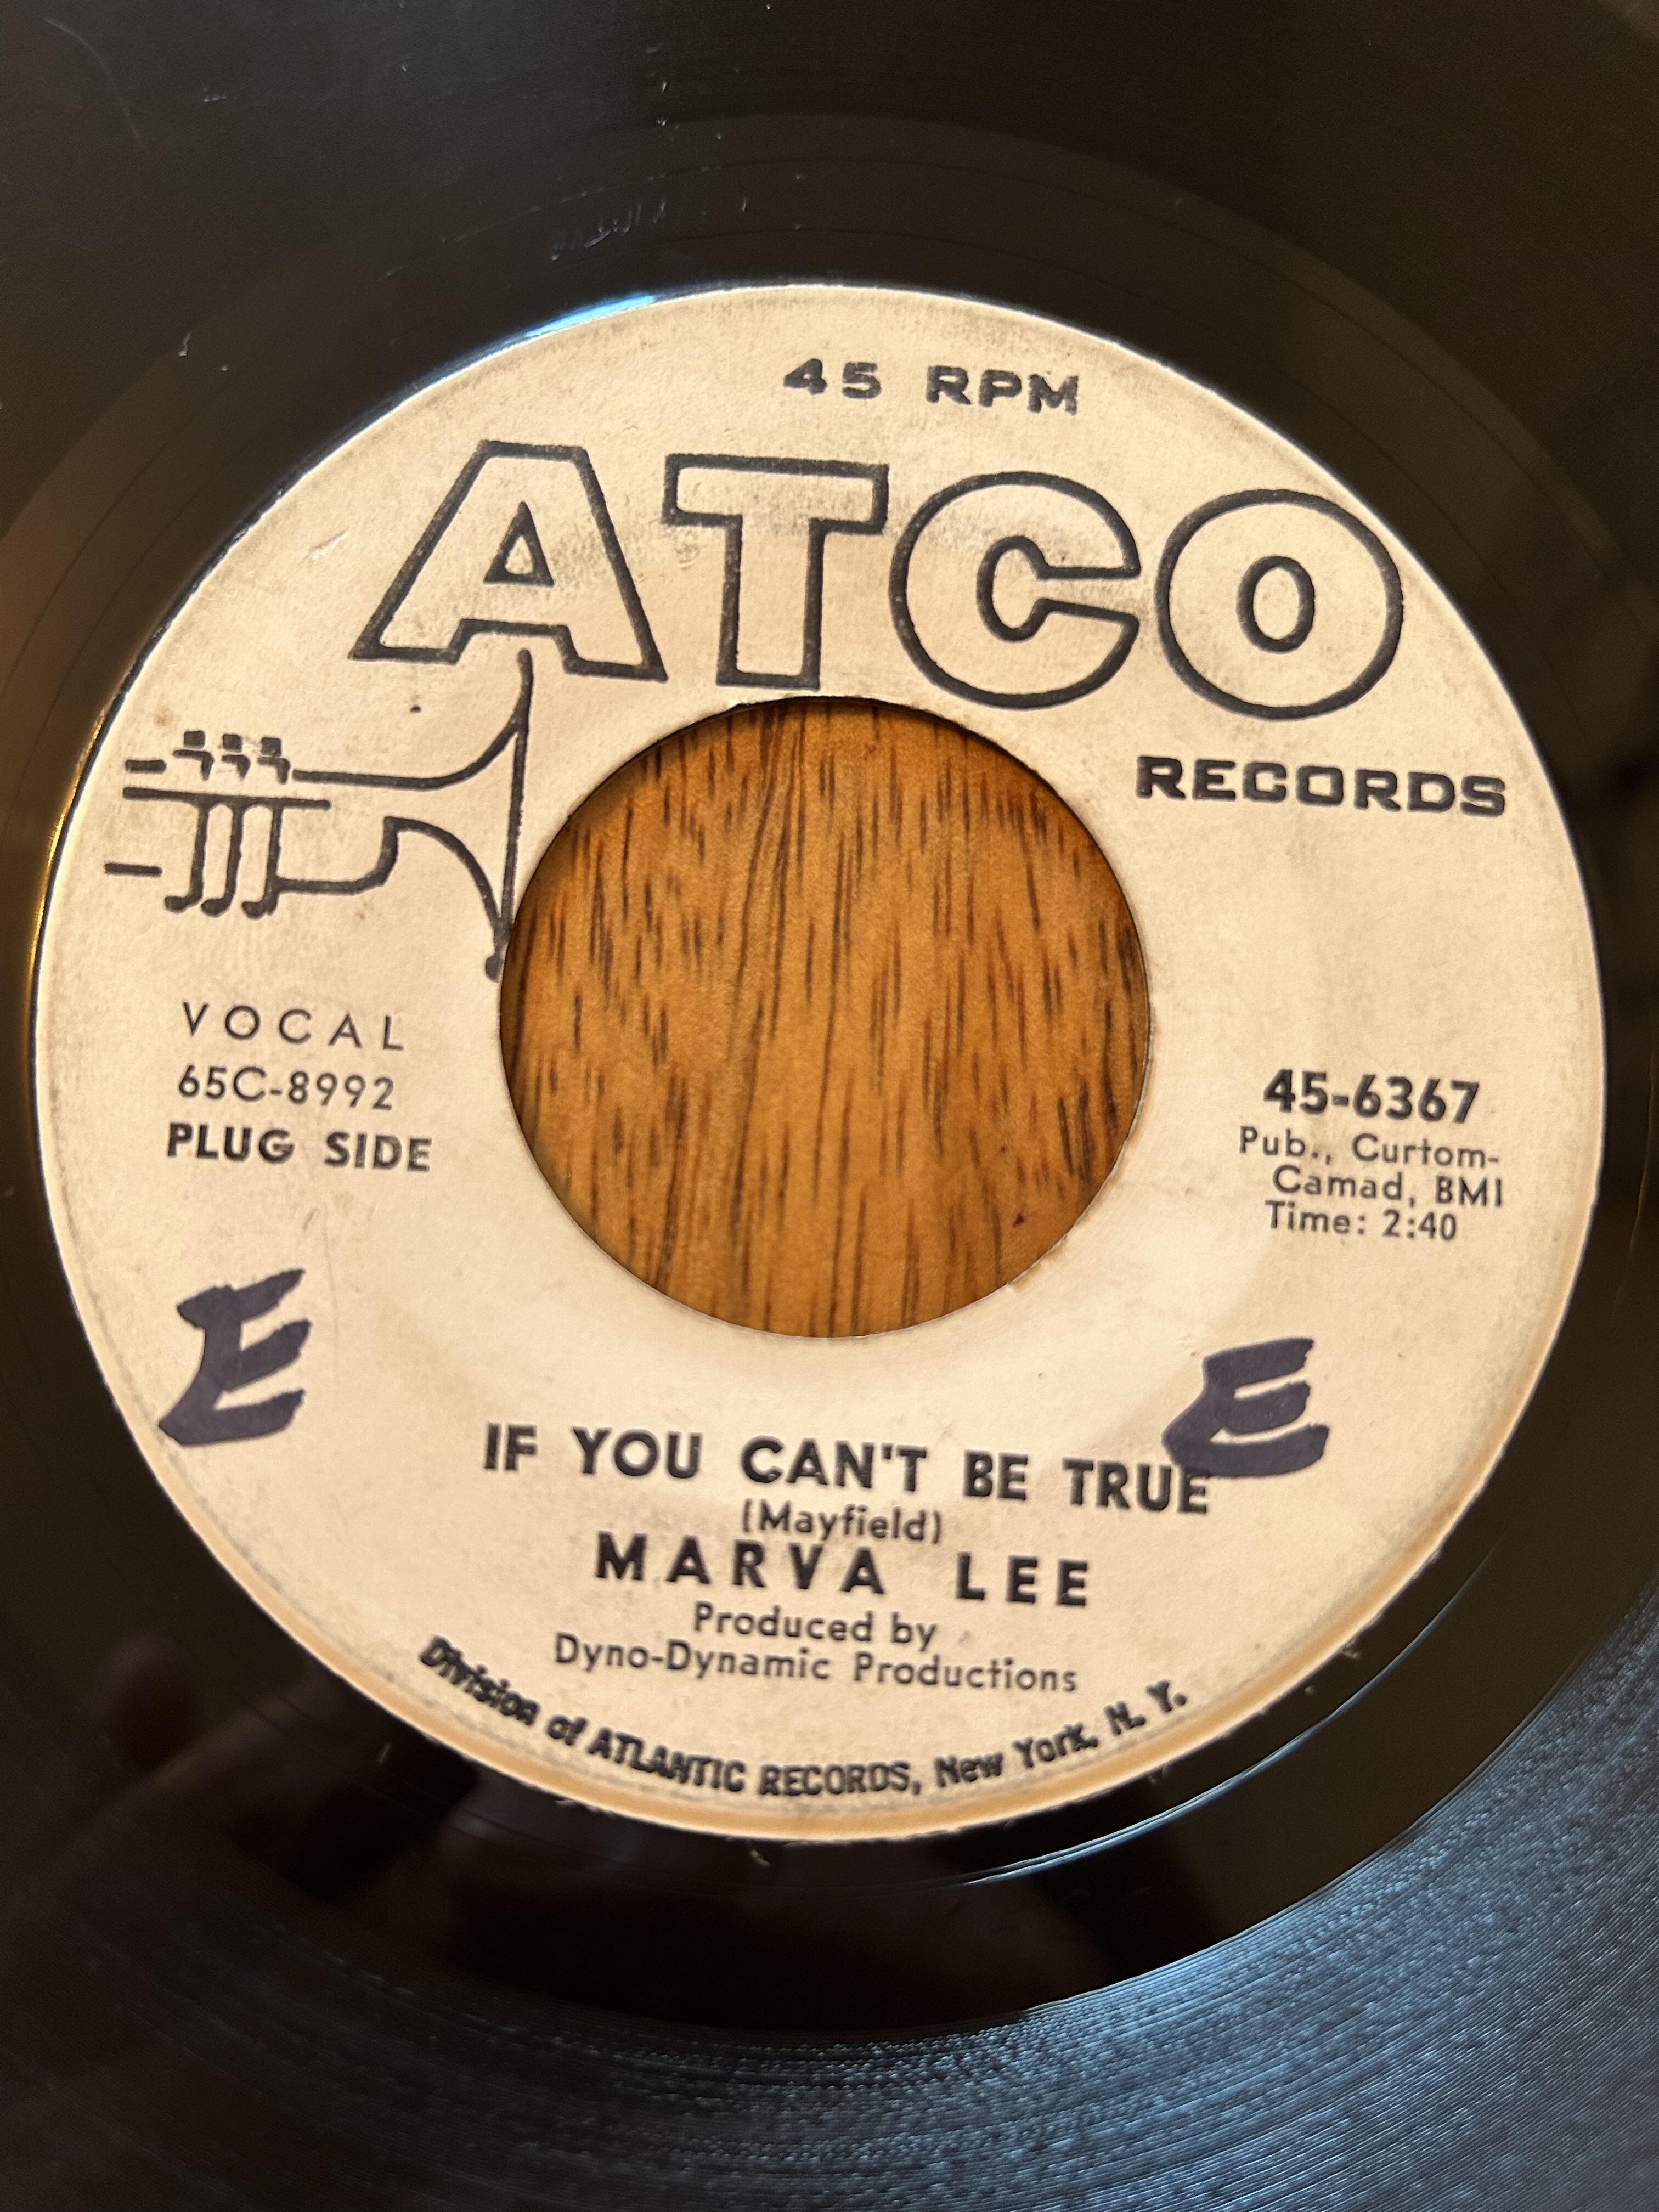 45 RPM
ATCO
RECORDS
VOCAL
65C-8992
PLUG SIDE
45-6367
Pub., Curtom-
Camad, BMI
Time: 2:40
E
E
IF YOU CAN'T BE TRUE
(Mayfield)
MARVA LEE
Produced by
Dyno-Dynamic Productions
Division of ATLANTIC RECORDS, New York, N. Y.